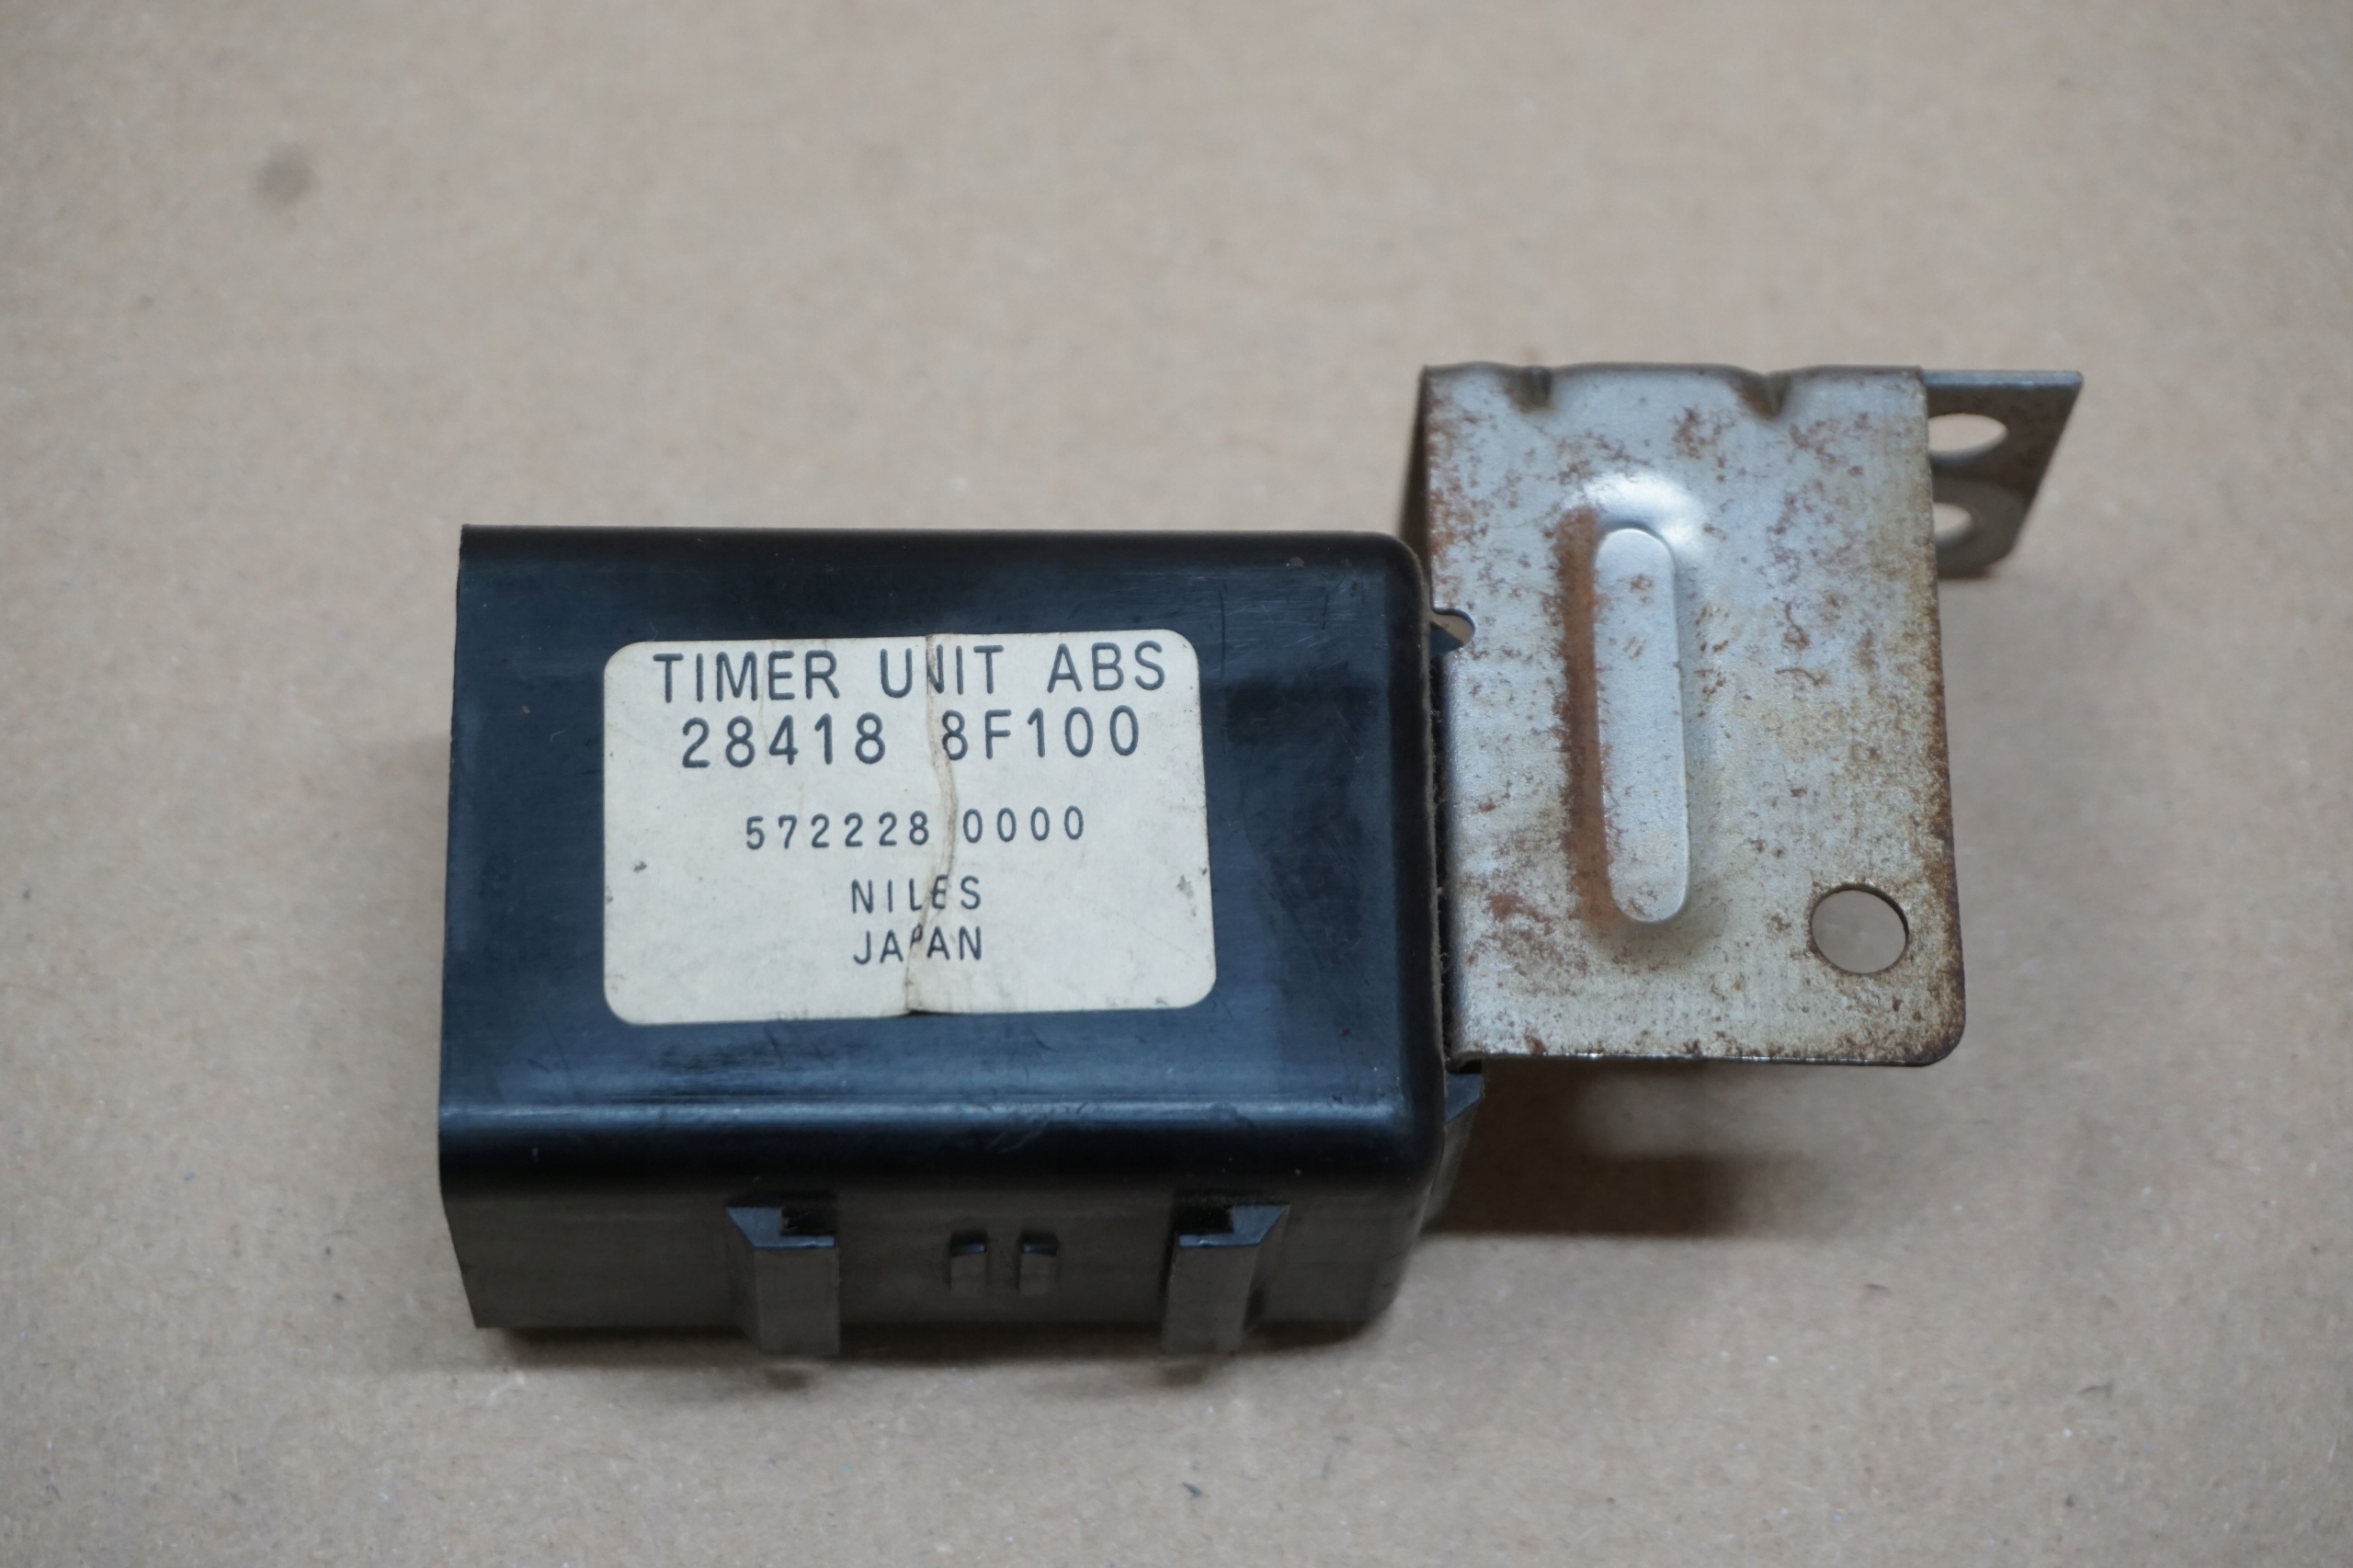 TIMER UNIT ABS
28418 8F100
572228 0000
NILES
JAPAN